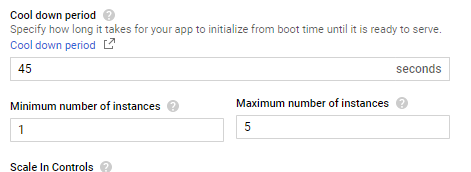 Cool down period
Specify how long it takes for your app to initialize from boot time until it is ready to serve.
Cool down period
45 seconds
Minimum number of instances
Maximum number of instances
1
5
Scale In Controls